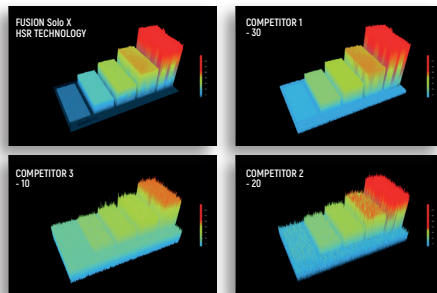 FUSION Solo X
HSR TECHNOLOGY
COMPETITOR 1
- 30
COMPETITOR 3
- 10
COMPETITOR 2
- 20